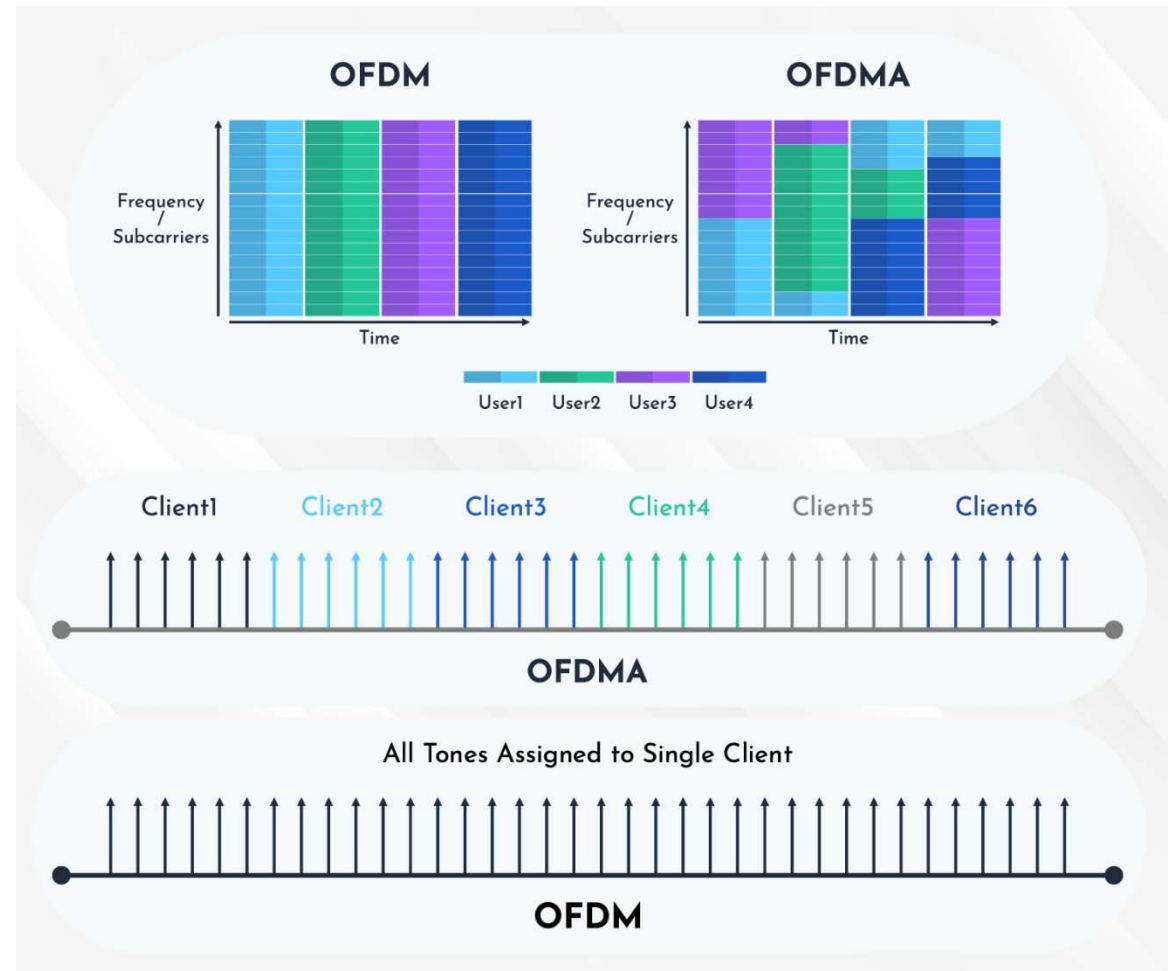 OFDM
OFDMA
Frequency
/
Subcarriers
Time
Frequency
/
Subcarriers
Time
User1 User2 User3 User4
Client1 Client2 Client3 Client4 Client5 Client6
OFDMA
All Tones Assigned to Single Client
OFDM